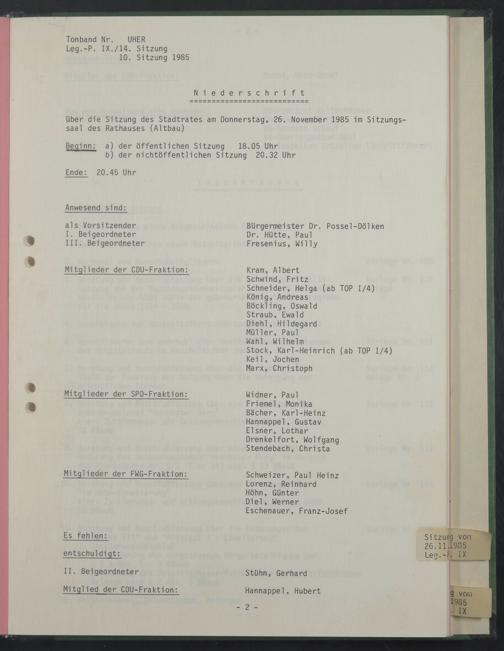 Tonband Nr. UHER
Leg.-P. IX./14. Sitzung
10. Sitzung 1985
N i e d e r s c h r i f t
über die Sitzung des Stadtrates am Donnerstag, 26. November 1985 im Sitzungs-
saal des Rathauses (Altbau)
Beginn: a) der öffentlichen Sitzung 18.05 Uhr
b) der nichtöffentlichen Sitzung 20.32 Uhr
Ende: 20.45 Uhr
Anwesend sind:
als Vorsitzender Bürgermeister Dr. Possel-Dölken
I. Beigeordneter Dr. Hütte, Paul
III. Beigeordneter Fresenius, Willy
Mitglieder der CDU-Fraktion: Kram, Albert
Schwind, Fritz
Schneider, Helga (ab TOP I/4)
König, Andreas
Böckling, Oswald
Straub, Ewald
Diehl, Hildegard
Müller, Paul
Wahl, Wilhelm
Stock, Karl-Heinrich (ab TOP I/4)
Keil, Jochen
Marx, Christoph
Mitglieder der SPD-Fraktion: Widner, Paul
Friemel, Monika
Bächer, Karl-Heinz
Hannappel, Gustav
Elsner, Lothar
Drenkelfort, Wolfgang
Stendebach, Christa
Mitglieder der FWG-Fraktion: Schweizer, Paul Heinz
Lorenz, Reinhard
Höhn, Günter
Diel, Werner
Eschenauer, Franz-Josef
Es fehlen:
entschuldigt:
II. Beigeordneter Stühn, Gerhard
Mitglied der CDU-Fraktion: Hannappel, Hubert
- 2 -
Sitzung von
26.11.1985
Leg.-P. IX
g vom
1985
IX